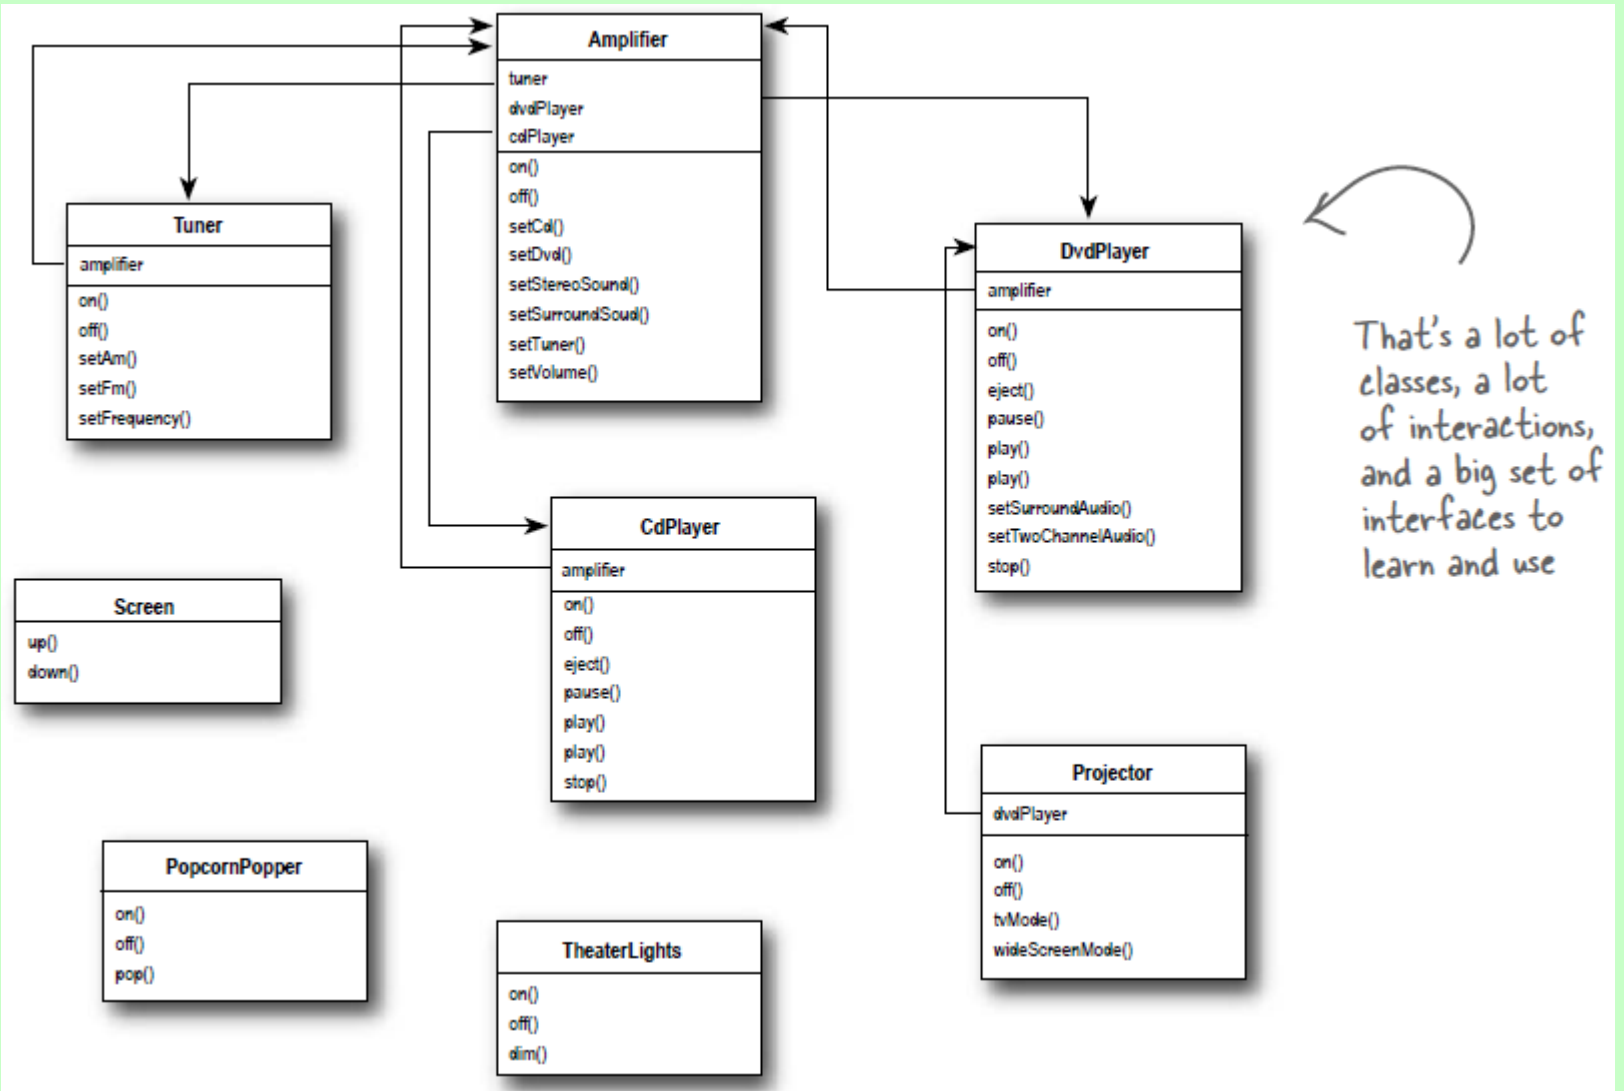 Amplifier
tuner
dvdPlayer
cdPlayer
on()
off()
setCd()
setDvd()
setStereoSound()
setSurroundSoud()
setTuner()
setVolume()
Tuner
amplifier
on()
off()
setAm()
setFm()
setFrequency()
DvdPlayer
amplifier
on()
off()
eject()
pause()
play()
play()
setSurroundAudio()
setTwoChannelAudio()
stop()
That's a lot of
classes, a lot
of interactions,
and a big set of
interfaces to
learn and use
CdPlayer
amplifier
on()
off()
eject()
pause()
play()
play()
stop()
Screen
up()
down()
Projector
dvdPlayer
on()
off()
tvMode()
wideScreenMode()
PopcornPopper
on()
off()
pop()
TheaterLights
on()
off()
dim()